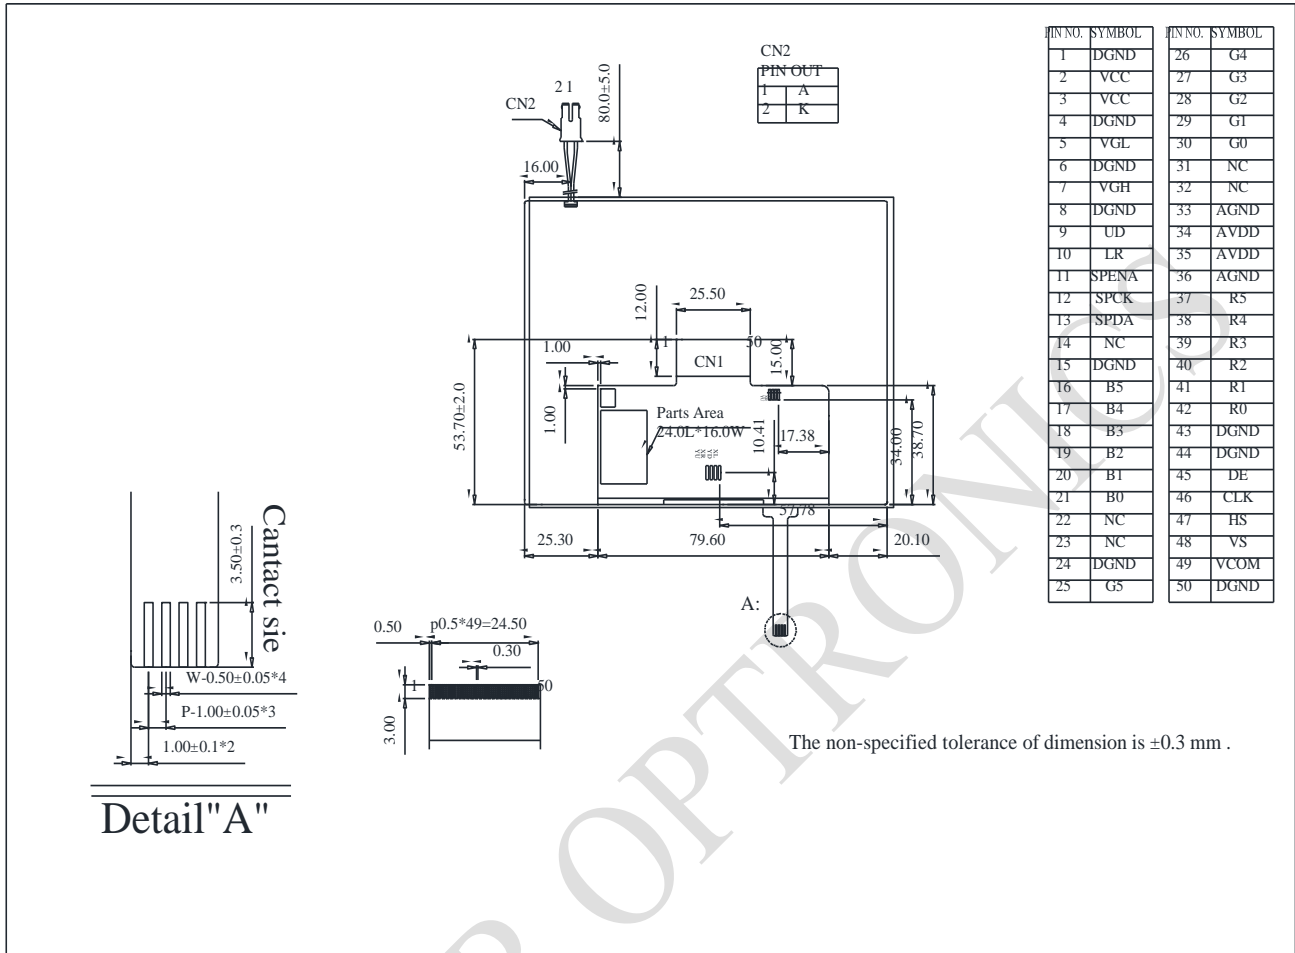 CN2
PIN OUT
1 A
2 K
PIN NO. SYMBOL
1 DGND
2 VCC
3 VCC
4 DGND
5 VGL
6 DGND
7 VGH
8 DGND
9 UD
10 LR
11 SPENA
12 SPCK
13 SPDA
14 NC
15 DGND
16 B5
17 B4
18 B3
19 B2
20 B1
21 B0
22 NC
23 NC
24 DGND
25 G5
PIN NO. SYMBOL
26 G4
27 G3
28 G2
29 G1
30 G0
31 NC
32 NC
33 AGND
34 AVDD
35 AVDD
36 AGND
37 R5
38 R4
39 R3
40 R2
41 R1
42 R0
43 DGND
44 DGND
45 DE
46 CLK
47 HS
48 VS
49 VCOM
50 DGND
2 1
CN2
80.0±5.0
16.00
12.00
25.50
1 50
1.00
CN1
15.00
53.70±2.0
1.00
Parts Area
24.0L*16.0W
10.41
17.38
34.00
38.70
XL
YD
XR
YU
57.78
25.30
79.60
20.10
A:
Cantact sie
3.50±0.3
W-0.50±0.05*4
P-1.00±0.05*3
1.00±0.1*2
Detail"A"
0.50
p0.5*49=24.50
0.30
1 50
3.00
The non-specified tolerance of dimension is ±0.3 mm .
R OPTRONICS